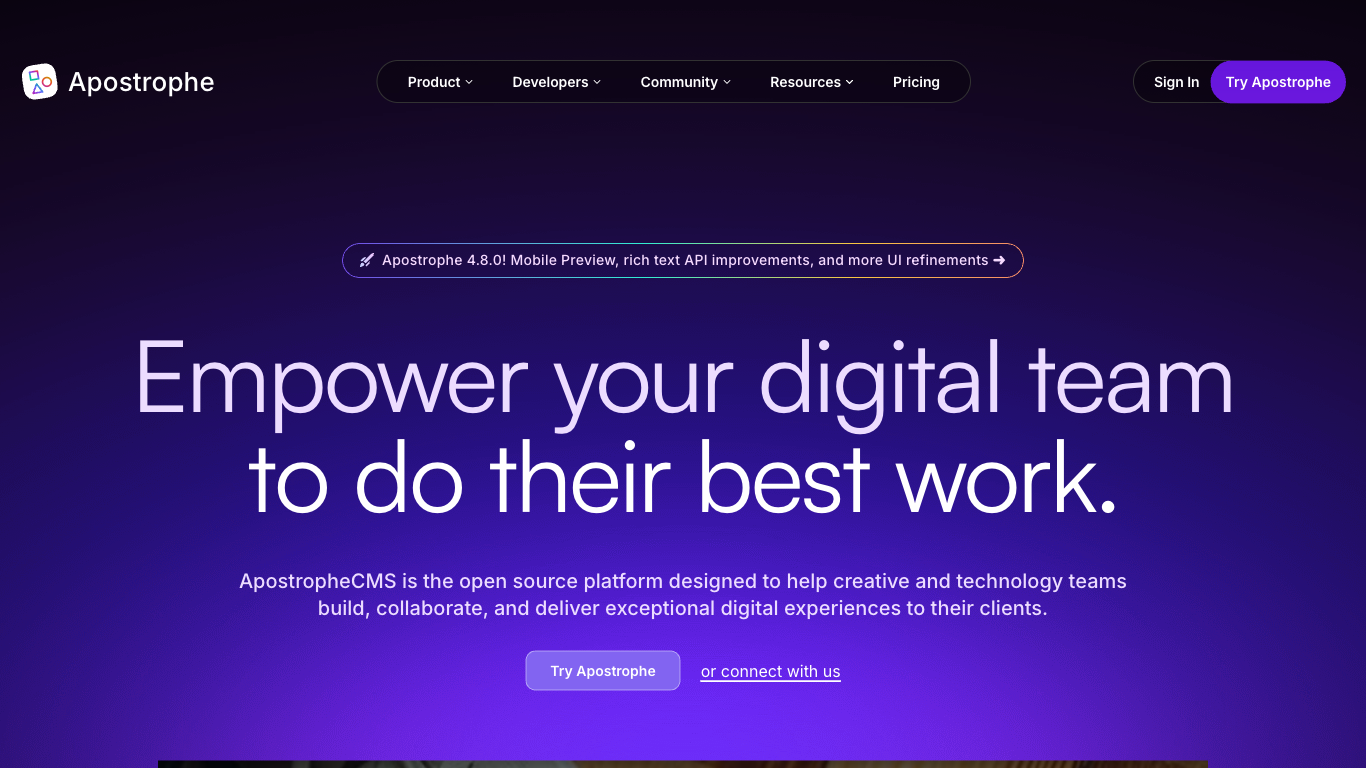 Apostrophe
Product
Developers
Community
Resources
Pricing
Sign In
Try Apostrophe
Apostrophe 4.8.0! Mobile Preview, rich text API improvements, and more UI refinements ➜
Empower your digital team
to do their best work.
ApostropheCMS is the open source platform designed to help creative and technology teams
build, collaborate, and deliver exceptional digital experiences to their clients.
Try Apostrophe
or connect with us